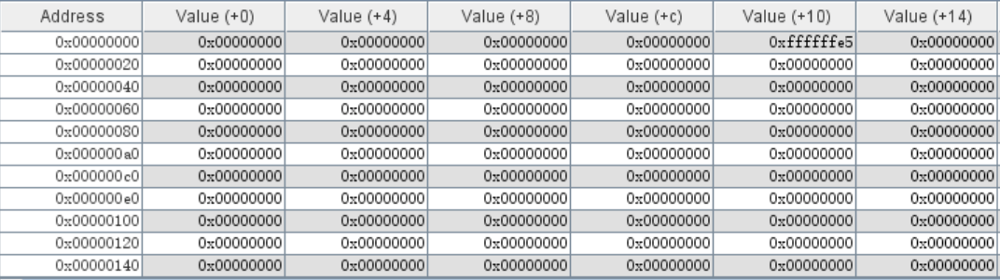 Address Value (+0) Value (+4) Value (+8) Value (+c) Value (+10) Value (+14)
0x00000000 0x00000000 0x00000000 0x00000000 0x00000000 0xffffffe5 0x00000000
0x00000020 0x00000000 0x00000000 0x00000000 0x00000000 0x00000000 0x00000000
0x00000040 0x00000000 0x00000000 0x00000000 0x00000000 0x00000000 0x00000000
0x00000060 0x00000000 0x00000000 0x00000000 0x00000000 0x00000000 0x00000000
0x00000080 0x00000000 0x00000000 0x00000000 0x00000000 0x00000000 0x00000000
0x000000a0 0x00000000 0x00000000 0x00000000 0x00000000 0x00000000 0x00000000
0x000000c0 0x00000000 0x00000000 0x00000000 0x00000000 0x00000000 0x00000000
0x000000e0 0x00000000 0x00000000 0x00000000 0x00000000 0x00000000 0x00000000
0x00000100 0x00000000 0x00000000 0x00000000 0x00000000 0x00000000 0x00000000
0x00000120 0x00000000 0x00000000 0x00000000 0x00000000 0x00000000 0x00000000
0x00000140 0x00000000 0x00000000 0x00000000 0x00000000 0x00000000 0x00000000